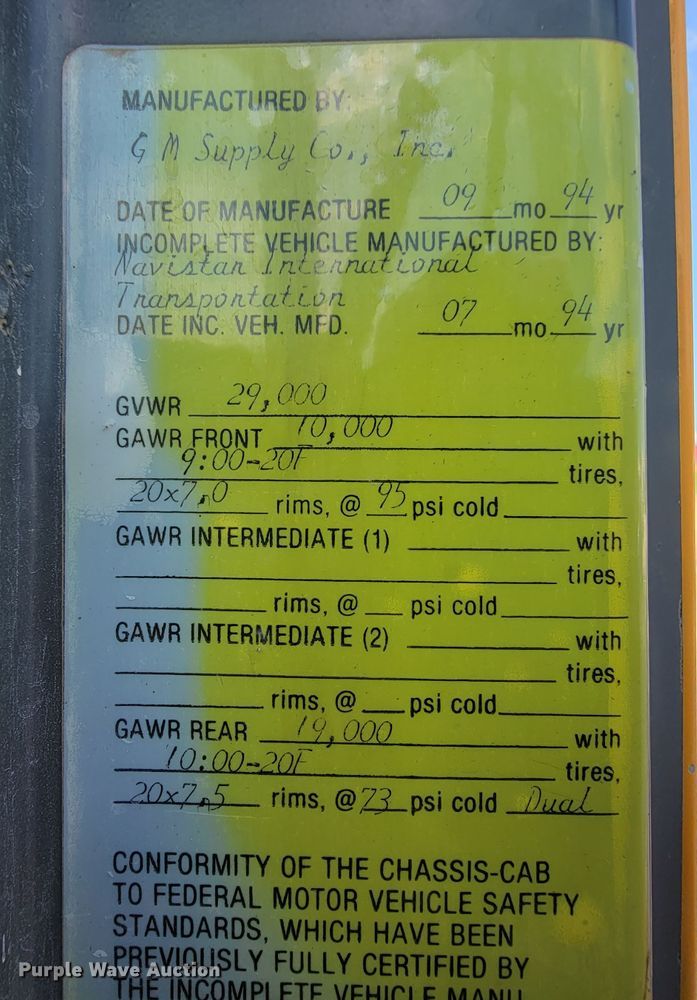 MANUFACTURED BY:
G M Supply Co., Inc.
DATE OF MANUFACTURE 09 mo 94 yr
INCOMPLETE VEHICLE MANUFACTURED BY:
Navistar International
Transportation
DATE INC. VEH. MFD. 07 mo 94 yr
GVWR 29,000
GAWR FRONT 10,000 with
9:00-20F tires,
20x7.0 rims, @ 95 psi cold
GAWR INTERMEDIATE (1) with
tires,
rims, @ psi cold
GAWR INTERMEDIATE (2) with
tires,
rims, @ psi cold
GAWR REAR 19,000 with
10:00-20F tires,
20x7.5 rims, @ 73 psi cold Dual
CONFORMITY OF THE CHASSIS-CAB
TO FEDERAL MOTOR VEHICLE SAFETY
STANDARDS, WHICH HAVE BEEN
PREVIOUSLY FULLY CERTIFIED BY
THE INCOMPLETE VEHICLE MANU
Purple Wave Auction